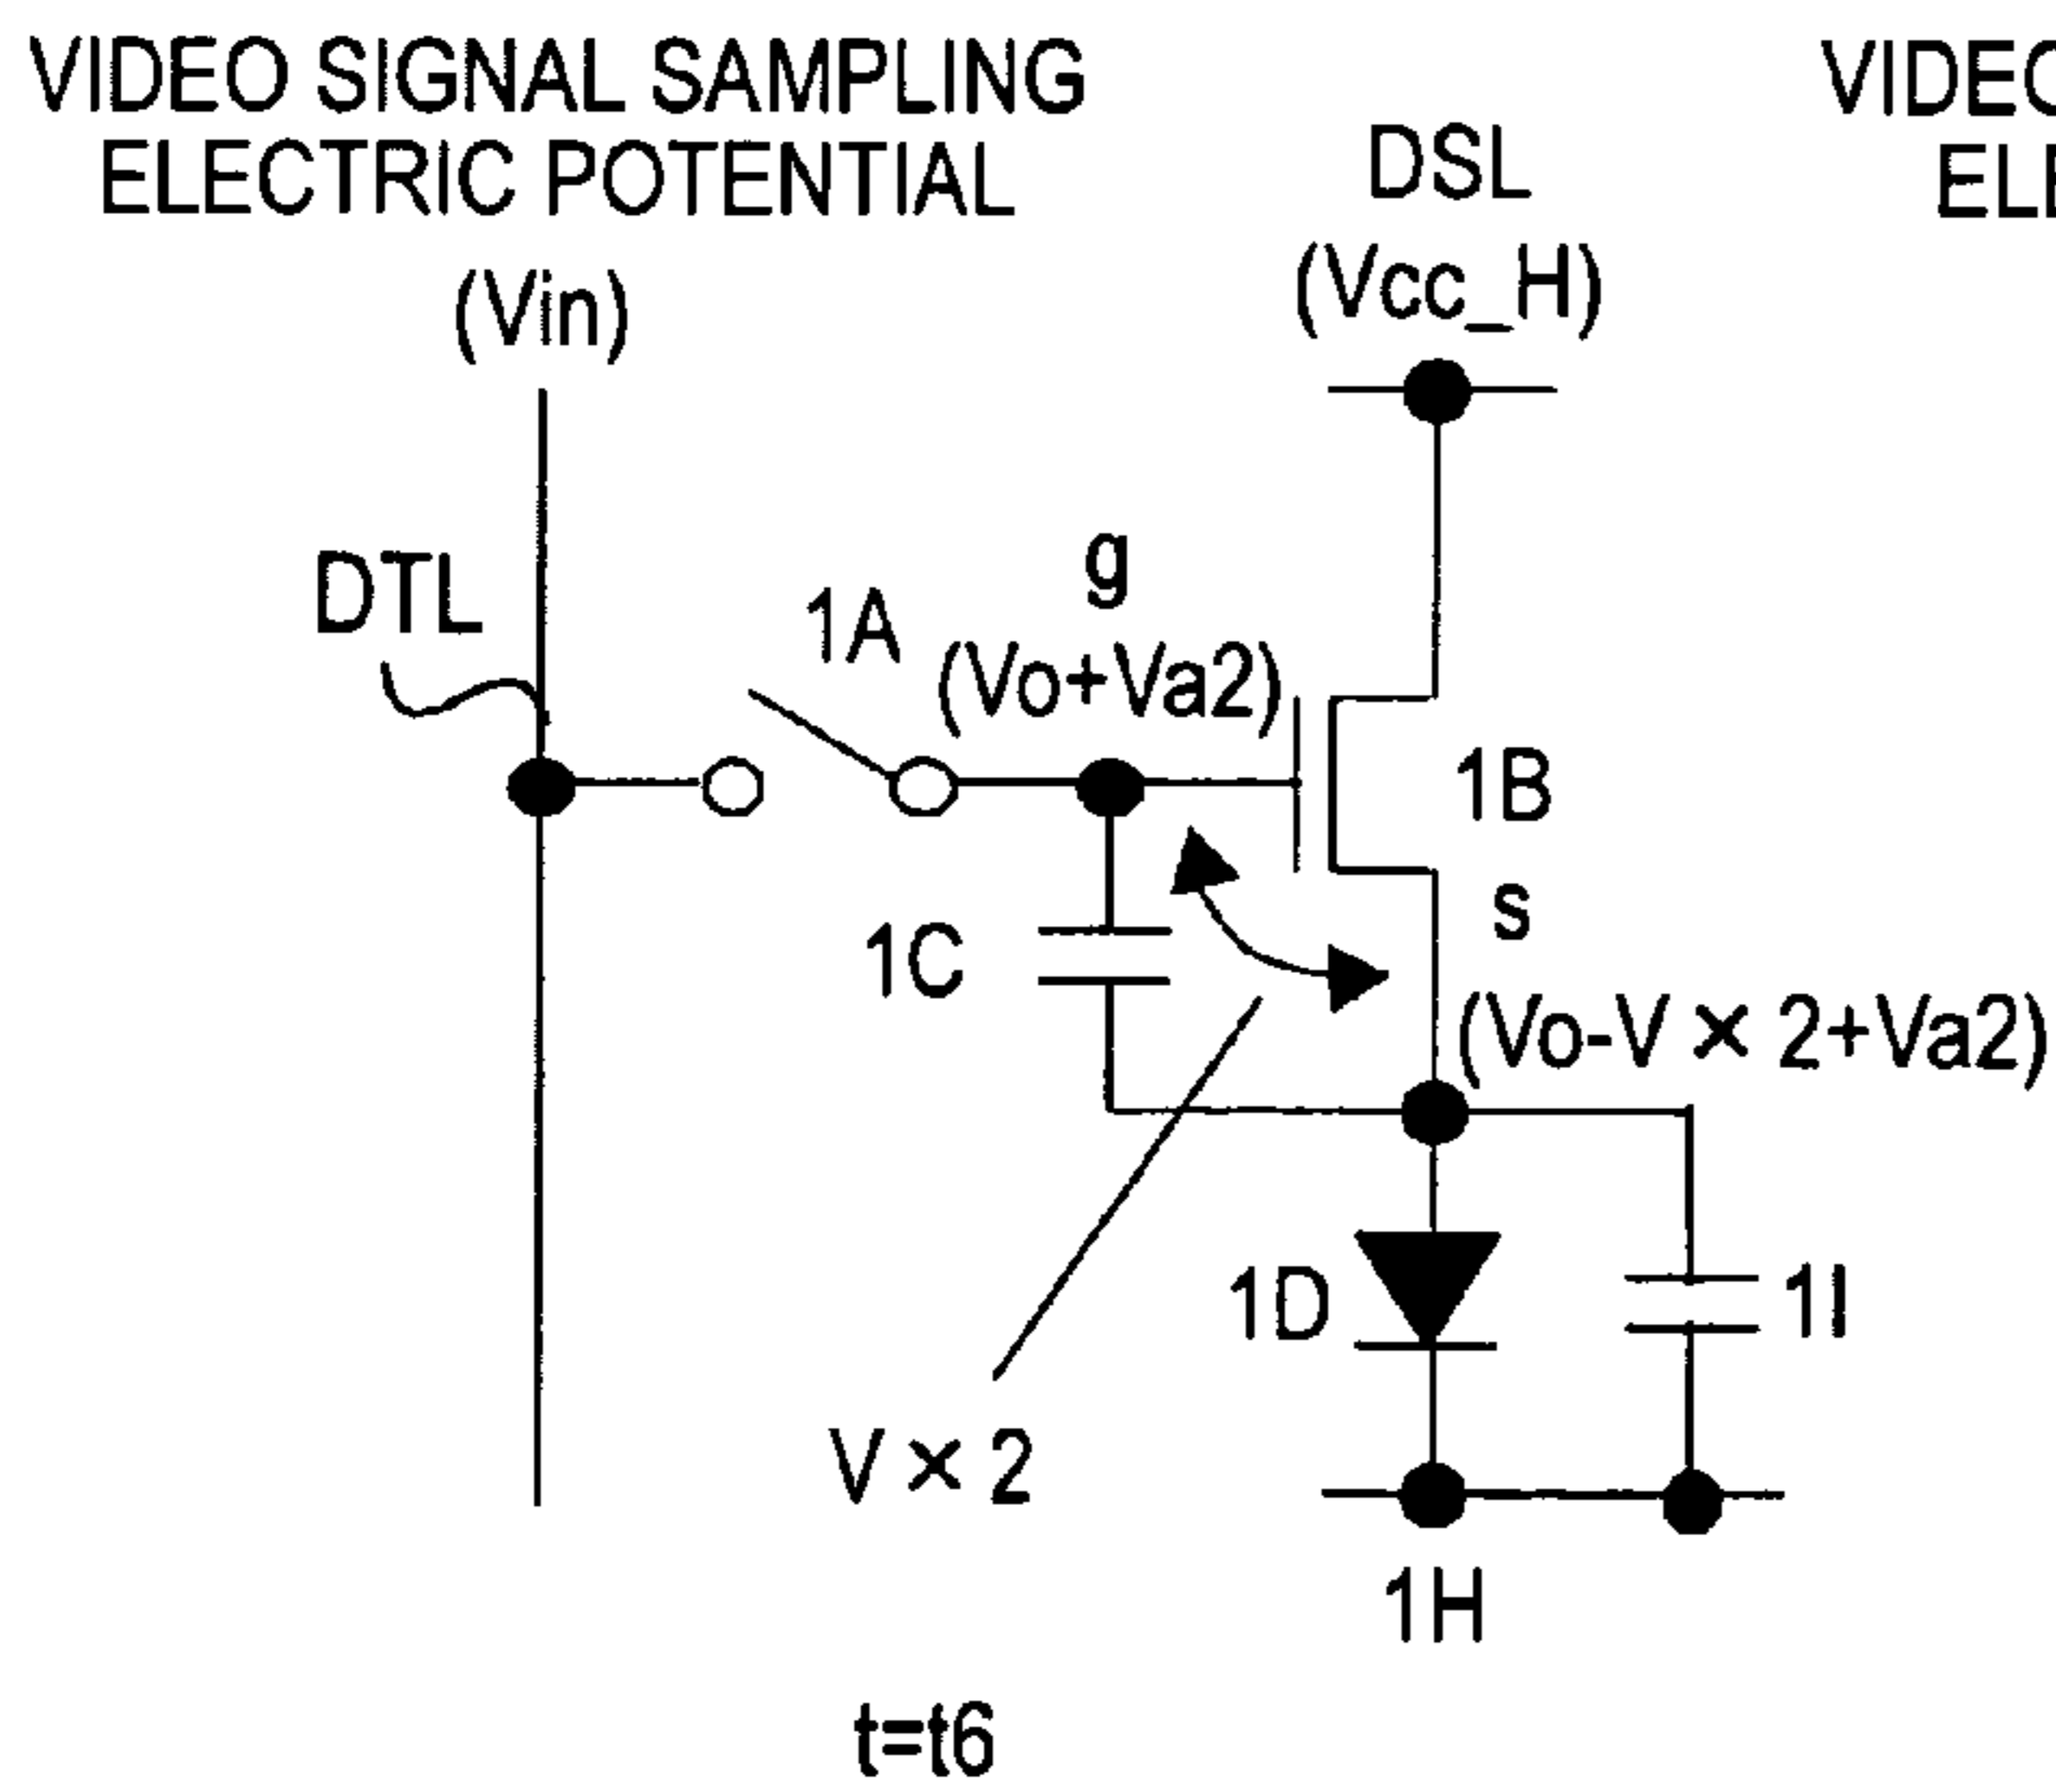 VIDEO SIGNAL SAMPLING
ELECTRIC POTENTIAL
(Vin)
DSL
(Vcc_H)
DTL
1A
g
(Vo+Va2)
1B
s
1C
(Vo-V × 2+Va2)
1D
1I
V × 2
1H
t=t6